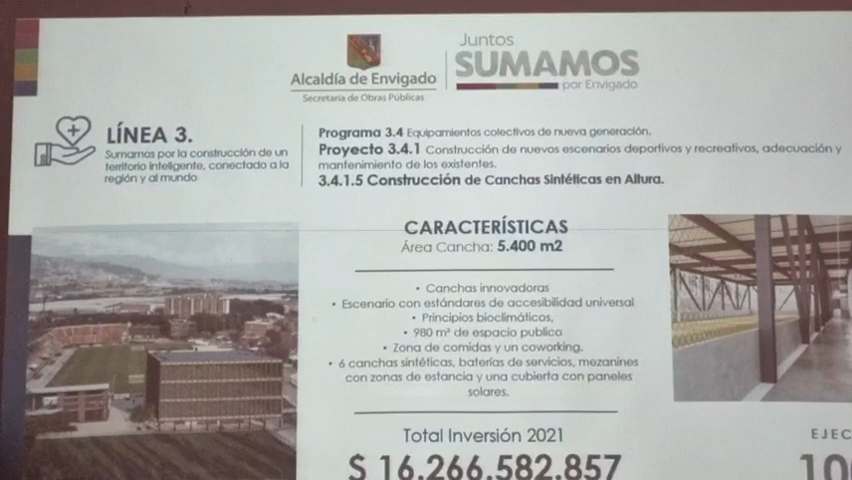 Alcaldía de Envigado
Secretaría de Obras Públicas
Juntos
SUMAMOS
por Envigado
LÍNEA 3.
Sumamos por la construcción de un
territorio inteligente, conectado a la
región y al mundo
Programa 3.4 Equipamientos colectivos de nueva generación.
Proyecto 3.4.1 Construcción de nuevos escenarios deportivos y recreativos, adecuación y
mantenimiento de los existentes.
3.4.1.5 Construcción de Canchas Sintéticas en Altura.
CARACTERÍSTICAS
Área Cancha: 5.400 m2
• Canchas innovadoras
• Escenario con estándares de accesibilidad universal
• Principios bioclimáticos,
• 980 m² de espacio publico
• Zona de comidas y un coworking.
• 6 canchas sintéticas, baterías de servicios, mezanines
con zonas de estancia y una cubierta con paneles
solares.
Total Inversión 2021
$ 16.266.582.857
EJEC
10